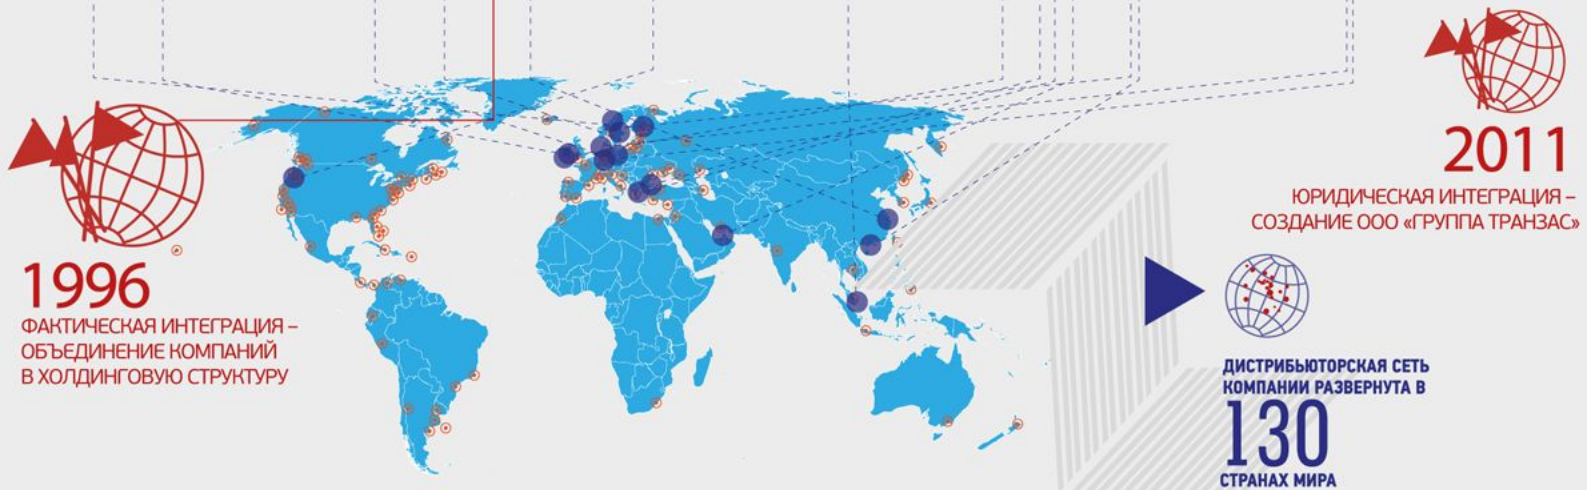 1996
ФАКТИЧЕСКАЯ ИНТЕГРАЦИЯ –
ОБЪЕДИНЕНИЕ КОМПАНИЙ
В ХОЛДИНГОВУЮ СТРУКТУРУ
2011
ЮРИДИЧЕСКАЯ ИНТЕГРАЦИЯ –
СОЗДАНИЕ ООО «ГРУППА ТРАНЗАС»
ДИСТРИБЬЮТОРСКАЯ СЕТЬ
КОМПАНИИ РАЗВЕРНУТА В
130
СТРАНАХ МИРА